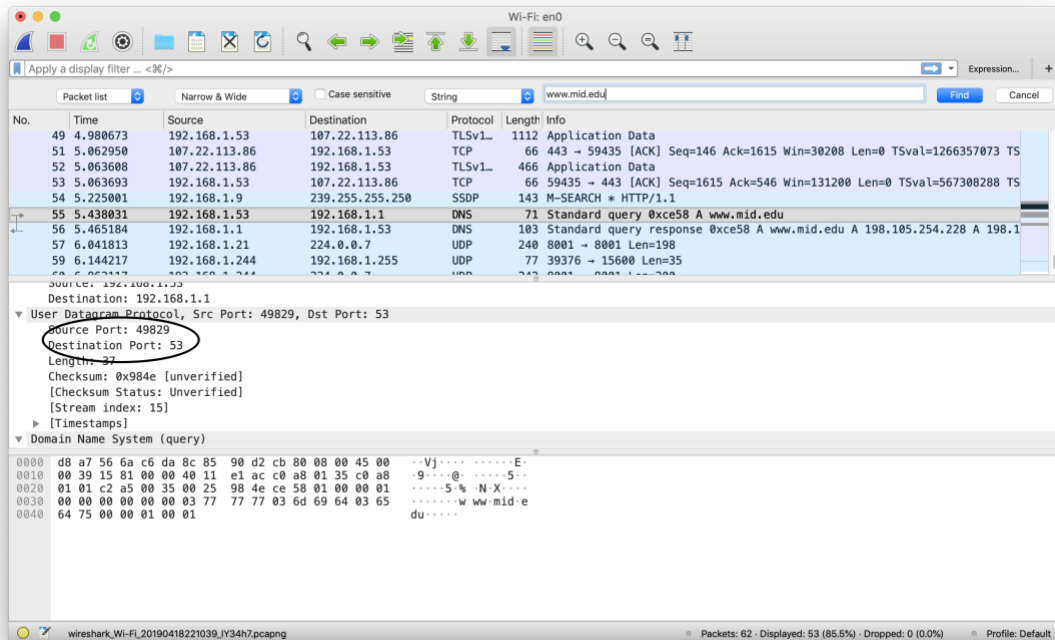 Wi-Fi: en0
Apply a display filter ... <⌘/>
Expression...
+
Packet list
Narrow & Wide
Case sensitive
String
www.mid.edu
Find
Cancel
No. Time Source Destination Protocol Length Info
49 4.980673 192.168.1.53 107.22.113.86 TLSv1… 1112 Application Data
51 5.062950 107.22.113.86 192.168.1.53 TCP 66 443 → 59435 [ACK] Seq=146 Ack=1615 Win=30208 Len=0 TSval=1266357073 TS
52 5.063608 107.22.113.86 192.168.1.53 TLSv1… 466 Application Data
53 5.063693 192.168.1.53 107.22.113.86 TCP 66 59435 → 443 [ACK] Seq=1615 Ack=546 Win=131200 Len=0 TSval=567308288 TS
54 5.225001 192.168.1.9 239.255.255.250 SSDP 143 M-SEARCH * HTTP/1.1
55 5.438031 192.168.1.53 192.168.1.1 DNS 71 Standard query 0xce58 A www.mid.edu
56 5.465184 192.168.1.1 192.168.1.53 DNS 103 Standard query response 0xce58 A www.mid.edu A 198.105.254.228 A 198.1
57 6.041813 192.168.1.21 224.0.0.7 UDP 240 8001 → 8001 Len=198
59 6.144217 192.168.1.244 192.168.1.255 UDP 77 39376 → 15600 Len=35
Source: 192.168.1.53
Destination: 192.168.1.1
User Datagram Protocol, Src Port: 49829, Dst Port: 53
Source Port: 49829
Destination Port: 53
Length: 37
Checksum: 0x984e [unverified]
[Checksum Status: Unverified]
[Stream index: 15]
[Timestamps]
Domain Name System (query)
0000 d8 a7 56 6a c6 da 8c 85 90 d2 cb 80 08 00 45 00 ··Vj···· ······E·
0010 00 39 15 81 00 00 40 11 e1 ac c0 a8 01 35 c0 a8 ·9····@· ·····5··
0020 01 01 c2 a5 00 35 00 25 98 4e ce 58 01 00 00 01 ·····5·% ·N·X····
0030 00 00 00 00 00 00 03 77 77 77 03 6d 69 64 03 65 ·······w ww·mid·e
0040 64 75 00 00 01 00 01 du·····
wireshark_Wi-Fi_20190418221039_IY34h7.pcapng
Packets: 62 · Displayed: 53 (85.5%) · Dropped: 0 (0.0%)
Profile: Default